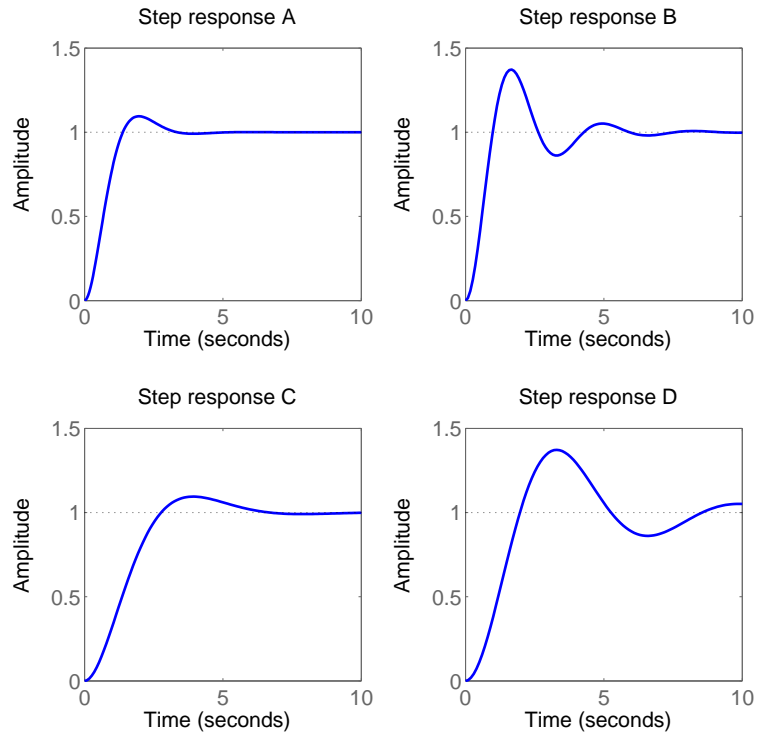 Step response A
1.5
1
0.5
0
0 5 10
Amplitude
Time (seconds)
Step response B
1.5
1
0.5
0
0 5 10
Amplitude
Time (seconds)
Step response C
1.5
1
0.5
0
0 5 10
Amplitude
Time (seconds)
Step response D
1.5
1
0.5
0
0 5 10
Amplitude
Time (seconds)